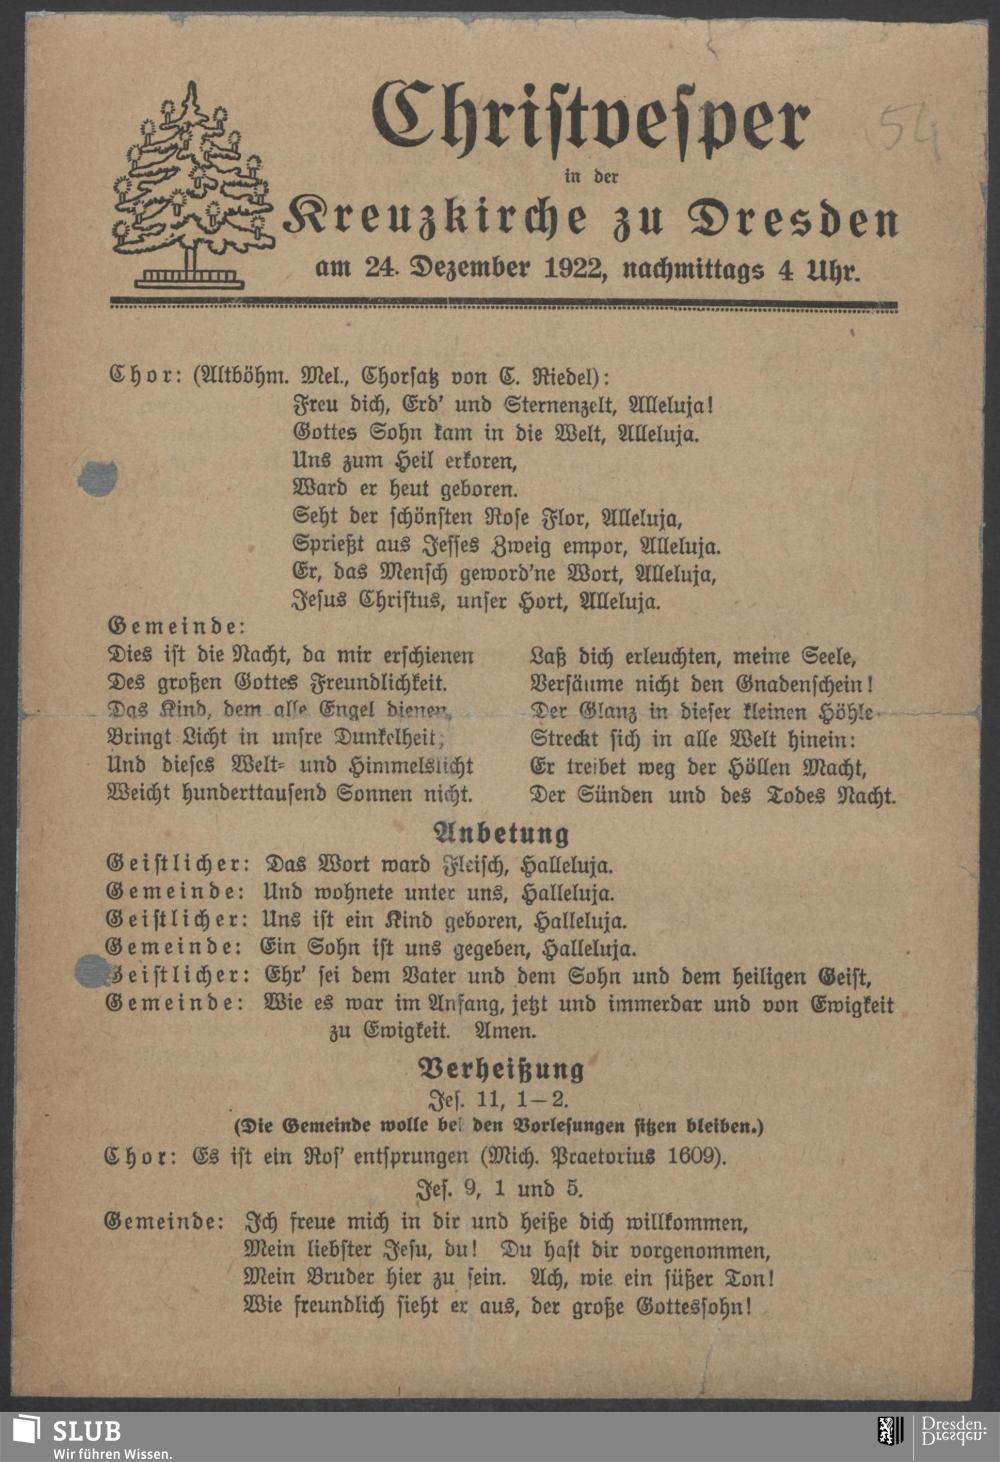 Christvesper
54
in der
Kreuzkirche zu Dresden
am 24. Dezember 1922, nachmittags 4 Uhr.
Chor: (Altböhm. Mel., Chorsatz von C. Riedel):
Freu dich, Erd' und Sternenzelt, Alleluja!
Gottes Sohn kam in die Welt, Alleluja.
Uns zum Heil erkoren,
Ward er heut geboren.
Seht der schönsten Rose Flor, Alleluja,
Sprießt aus Jesses Zweig empor, Alleluja.
Er, das Mensch geword'ne Wort, Alleluja,
Jesus Christus, unser Hort, Alleluja.
Gemeinde:
Dies ist die Nacht, da mir erschienen
Des großen Gottes Freundlichkeit.
Das Kind, dem alle Engel dienen,
Bringt Licht in unsre Dunkelheit,
Und dieses Welt- und Himmelslicht
Weicht hunderttausend Sonnen nicht.
Laß dich erleuchten, meine Seele,
Versäume nicht den Gnadenschein!
Der Glanz in dieser kleinen Höhle
Streckt sich in alle Welt hinein:
Er treibet weg der Höllen Macht,
Der Sünden und des Todes Nacht.
Anbetung
Geistlicher: Das Wort ward Fleisch, Halleluja.
Gemeinde: Und wohnete unter uns, Halleluja.
Geistlicher: Uns ist ein Kind geboren, Halleluja.
Gemeinde: Ein Sohn ist uns gegeben, Halleluja.
Geistlicher: Ehr' sei dem Vater und dem Sohn und dem heiligen Geist,
Gemeinde: Wie es war im Anfang, jetzt und immerdar und von Ewigkeit
zu Ewigkeit. Amen.
Verheißung
Jes. 11, 1—2.
(Die Gemeinde wolle bei den Vorlesungen sitzen bleiben.)
Chor: Es ist ein Ros' entsprungen (Mich. Praetorius 1609).
Jes. 9, 1 und 5.
Gemeinde: Ich freue mich in dir und heiße dich willkommen,
Mein liebster Jesu, du! Du hast dir vorgenommen,
Mein Bruder hier zu sein. Ach, wie ein süßer Ton!
Wie freundlich sieht er aus, der große Gottessohn!
SLUB
Wir führen Wissen.
Dresden.
Dresden.